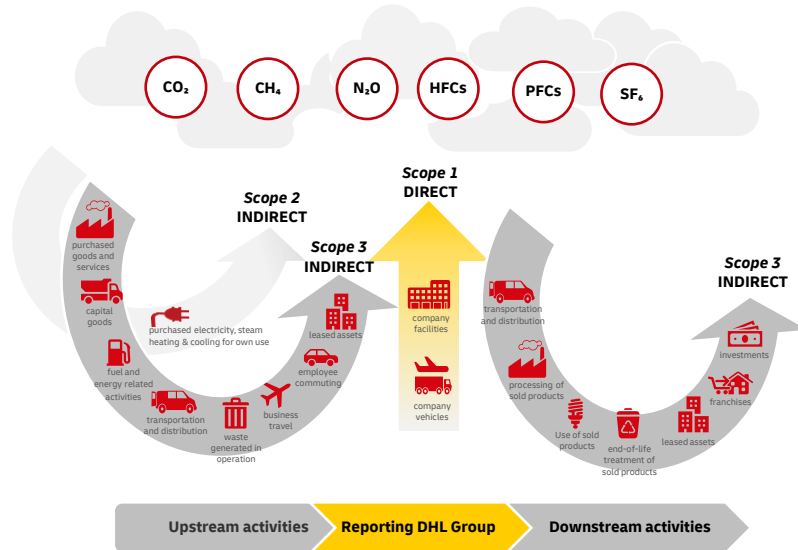 CO₂
CH₄
N₂O
HFCs
PFCs
SF₆
Scope 1
DIRECT
Scope 2
INDIRECT
Scope 3
INDIRECT
Scope 3
INDIRECT
purchased
goods and
services
capital
goods
fuel and
energy related
activities
transportation
and distribution
waste
generated in
operation
business
travel
employee
commuting
leased assets
purchased electricity, steam
heating & cooling for own use
company
facilities
company
vehicles
transportation
and distribution
processing of
sold products
Use of sold
products
end-of-life
treatment of
sold products
leased assets
franchises
investments
Upstream activities
Reporting DHL Group
Downstream activities